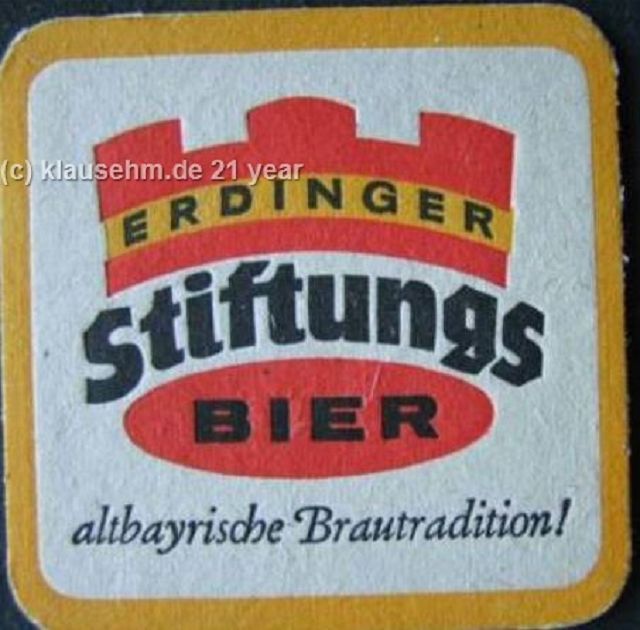 (c) klausehm.de 21 year
ERDINGER
Stiftungs
BIER
altbayrische Brautradition!